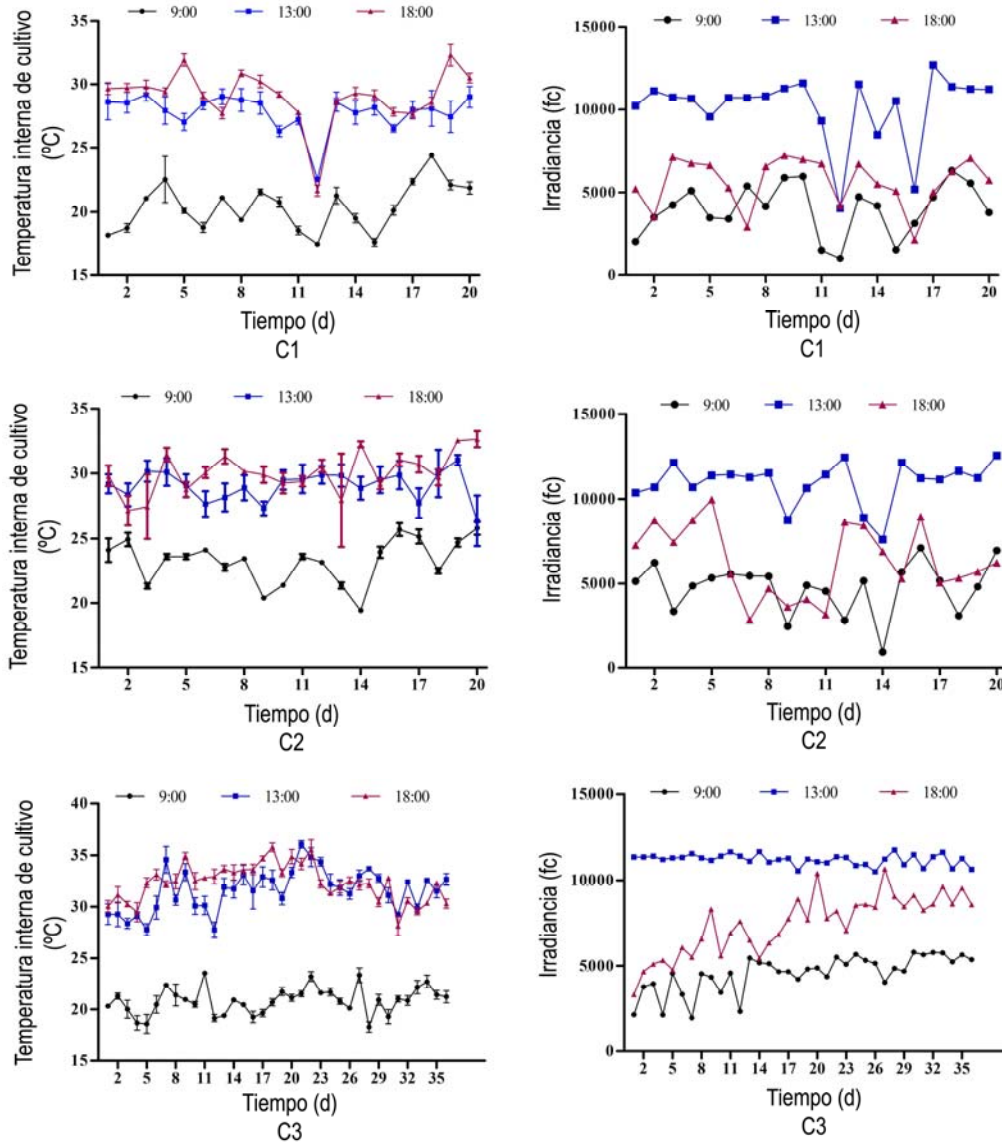 9:00 13:00 18:00
Temperatura interna de cultivo
(ºC)
35
30
25
20
15
2 5 8 11 14 17 20
Tiempo (d)
C1
9:00 13:00 18:00
Irradiancia (fc)
15000
10000
5000
0
2 5 8 11 14 17 20
Tiempo (d)
C1
9:00 13:00 18:00
Temperatura interna de cultivo
(ºC)
35
30
25
20
15
2 6 8 11 14 17 20
Tiempo (d)
C2
9:00 13:00 18:00
Irradiancia (fc)
15000
10000
5000
0
2 5 8 11 14 17 20
Tiempo (d)
C2
9:00 13:00 18:00
Temperatura interna de cultivo
(ºC)
40
35
30
25
20
15
2 5 8 11 14 17 20 23 26 29 32 35
Tiempo (d)
C3
9:00 13:00 18:00
Irradiancia (fc)
15000
10000
5000
0
2 5 8 11 14 17 20 23 26 29 32 35
Tiempo (d)
C3